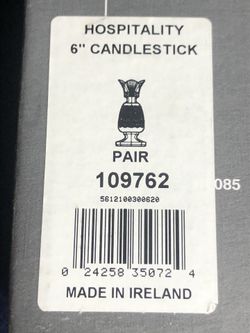 HOSPITALITY
6" CANDLESTICK
PAIR
109762
085
5612100300620
0 24258 35072 4
MADE IN IRELAND